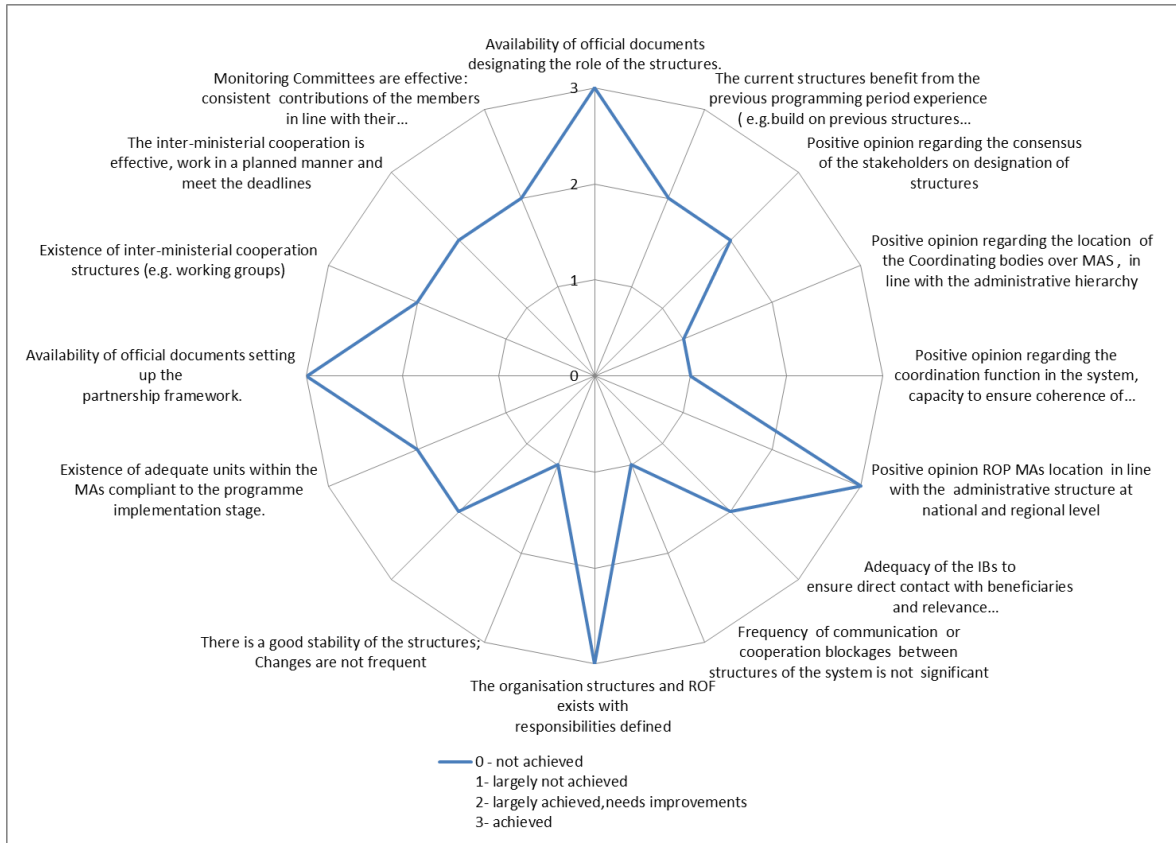 Availability of official documents
designating the role of the structures.
The current structures benefit from the
previous programming period experience
( e.g.build on previous structures...
Positive opinion regarding the consensus
of the stakeholders on designation of
structures
Positive opinion regarding the location of
the Coordinating bodies over MAS , in
line with the administrative hierarchy
Positive opinion regarding the
coordination function in the system,
capacity to ensure coherence of...
Positive opinion ROP MAs location in line
with the administrative structure at
national and regional level
Adequacy of the IBs to
ensure direct contact with beneficiaries
and relevance...
Frequency of communication or
cooperation blockages between
structures of the system is not significant
The organisation structures and ROF
exists with
responsibilities defined
There is a good stability of the structures;
Changes are not frequent
Existence of adequate units within the
MAs compliant to the programme
implementation stage.
Availability of official documents setting
up the
partnership framework.
Existence of inter-ministerial cooperation
structures (e.g. working groups)
The inter-ministerial cooperation is
effective, work in a planned manner and
meet the deadlines
Monitoring Committees are effective:
consistent contributions of the members
in line with their...
3
2
1
0
0 - not achieved
1- largely not achieved
2- largely achieved,needs improvements
3- achieved